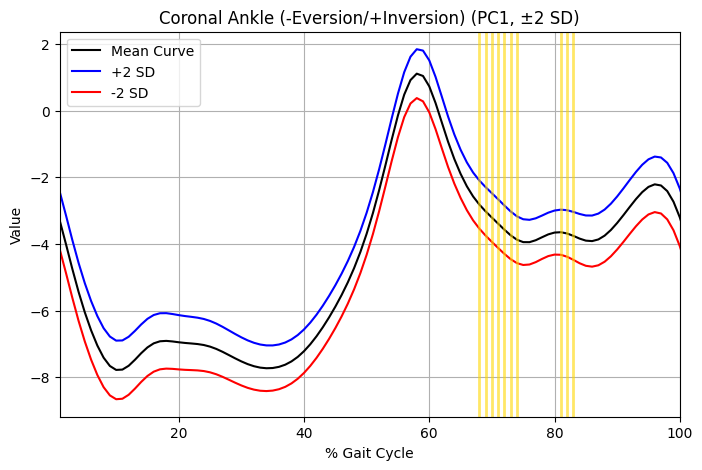 Coronal Ankle (-Eversion/+Inversion) (PC1, ±2 SD)
Mean Curve
+2 SD
-2 SD
Value
2
0
−2
−4
−6
−8
20
40
60
80
100
% Gait Cycle